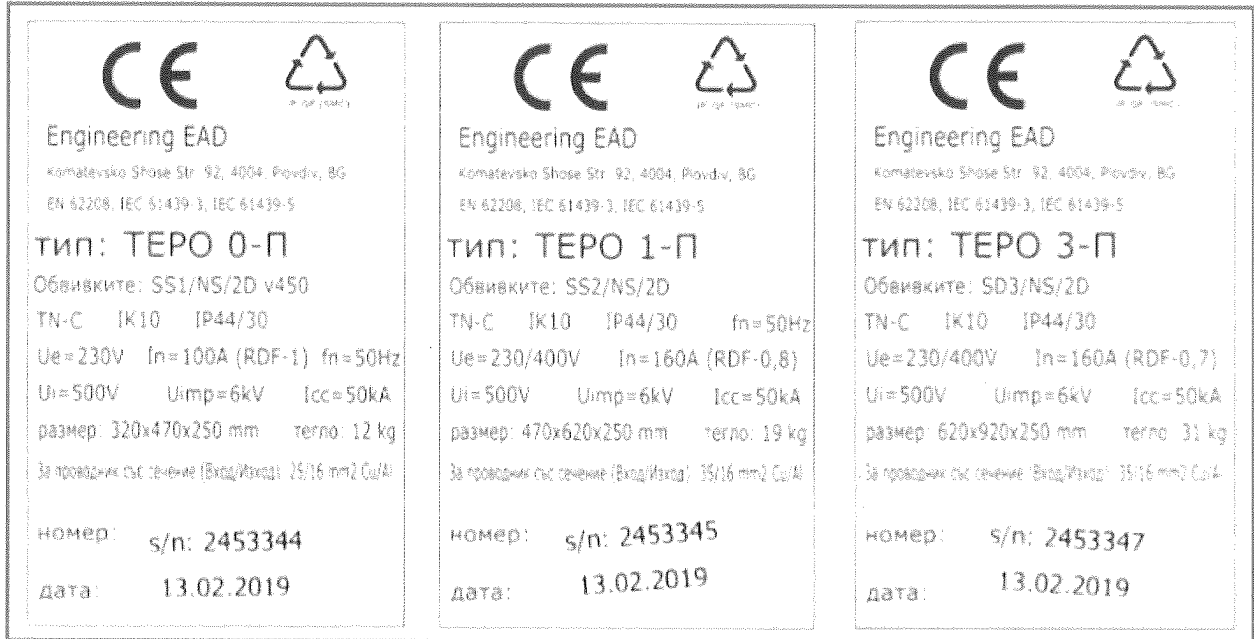 CE
Engineering EAD
Komatevsko Shose Str. 92, 4004, Plovdiv, BG
EN 62208, IEC 61439-3, IEC 61439-5
тип: ТЕРО 0-П
Обвивките: SS1/NS/2D v450
TN-C IK10 IP44/30
Ue=230V In=100A (RDF-1) fn=50Hz
Ui=500V Uimp=6kV Icc=50kA
размер: 320x470x250 mm тегло: 12 kg
За проводник със сечение (Вход/Изход): 25/16 mm2 Cu/Al
номер: s/n: 2453344
дата: 13.02.2019
CE
Engineering EAD
Komatevsko Shose Str. 92, 4004, Plovdiv, BG
EN 62208, IEC 61439-3, IEC 61439-5
тип: ТЕРО 1-П
Обвивките: SS2/NS/2D
TN-C IK10 IP44/30 fn=50Hz
Ue=230/400V In=160A (RDF-0,8)
Ui=500V Uimp=6kV Icc=50kA
размер: 470x620x250 mm тегло: 19 kg
За проводник със сечение (Вход/Изход): 35/16 mm2 Cu/Al
номер: s/n: 2453345
дата: 13.02.2019
CE
Engineering EAD
Komatevsko Shose Str. 92, 4004, Plovdiv, BG
EN 62208, IEC 61439-3, IEC 61439-5
тип: ТЕРО 3-П
Обвивките: SD3/NS/2D
TN-C IK10 IP44/30
Ue=230/400V In=160A (RDF-0,7)
Ui=500V Uimp=6kV Icc=50kA
размер: 620x920x250 mm тегло: 31 kg
За проводник със сечение (Вход/Изход): 35/16 mm2 Cu/Al
номер: s/n: 2453347
дата: 13.02.2019